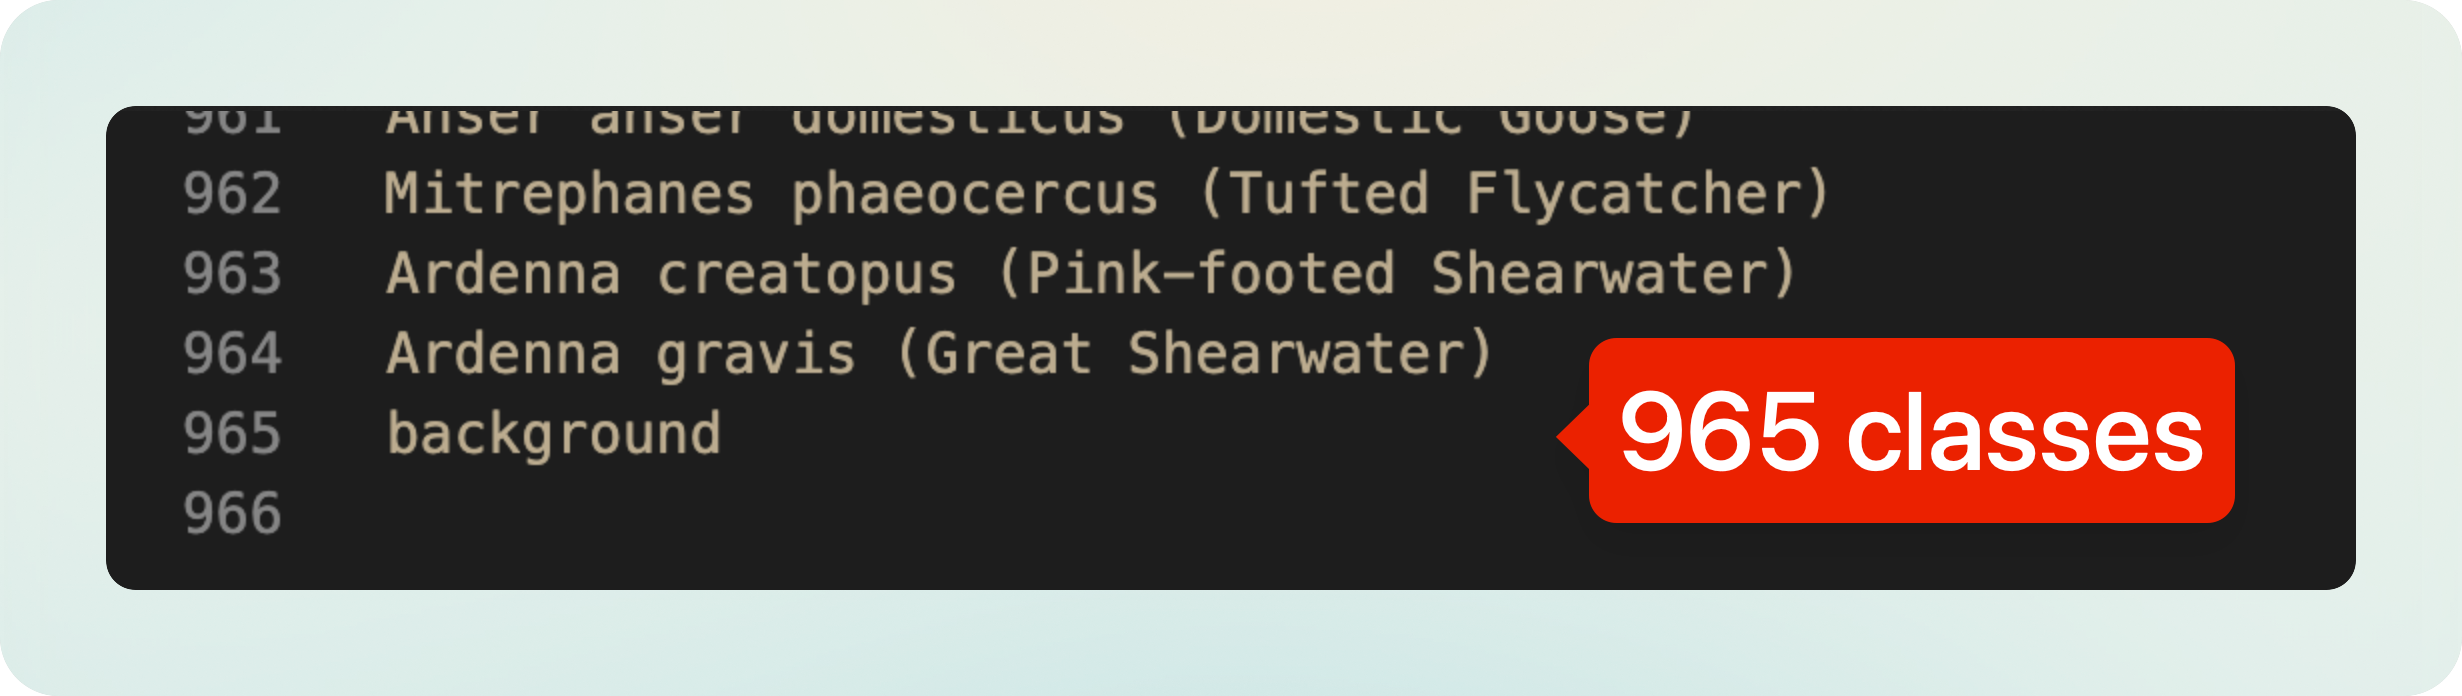 961 Anser anser domesticus (Domestic Goose)
962 Mitrephanes phaeocercus (Tufted Flycatcher)
963 Ardenna creatopus (Pink-footed Shearwater)
964 Ardenna gravis (Great Shearwater)
965 background
965 classes
966